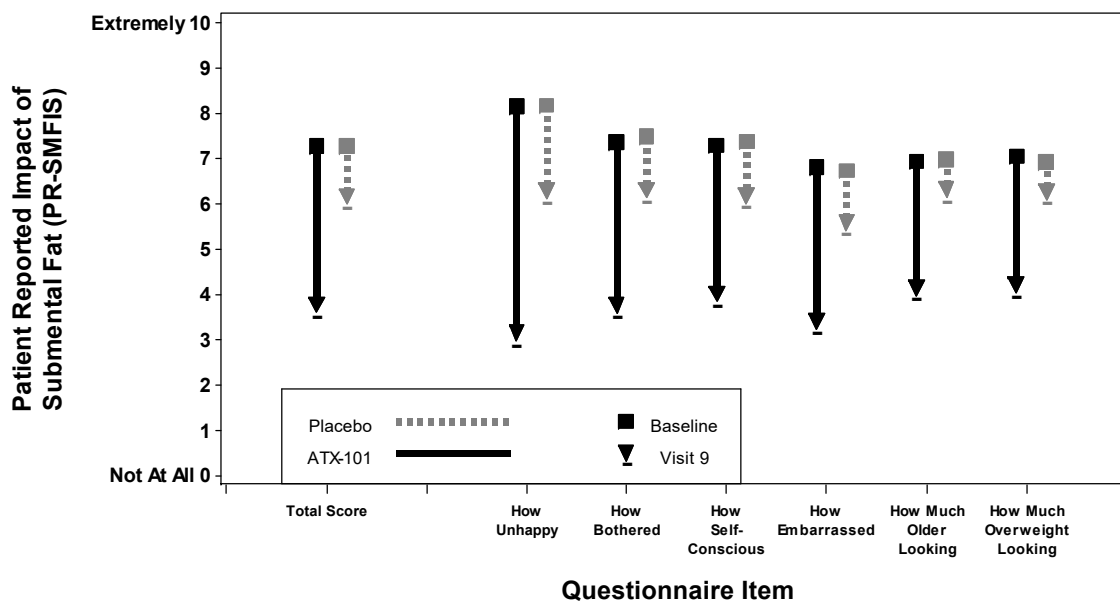 Patient Reported Impact of
Submental Fat (PR-SMFIS)
Extremely 10
9
8
7
6
5
4
3
2
1
Not At All 0
Placebo
Baseline
ATX-101
Visit 9
Total Score
How
Unhappy
How
Bothered
How
Self-
Conscious
How
Embarrassed
How Much
Older
Looking
How Much
Overweight
Looking
Questionnaire Item